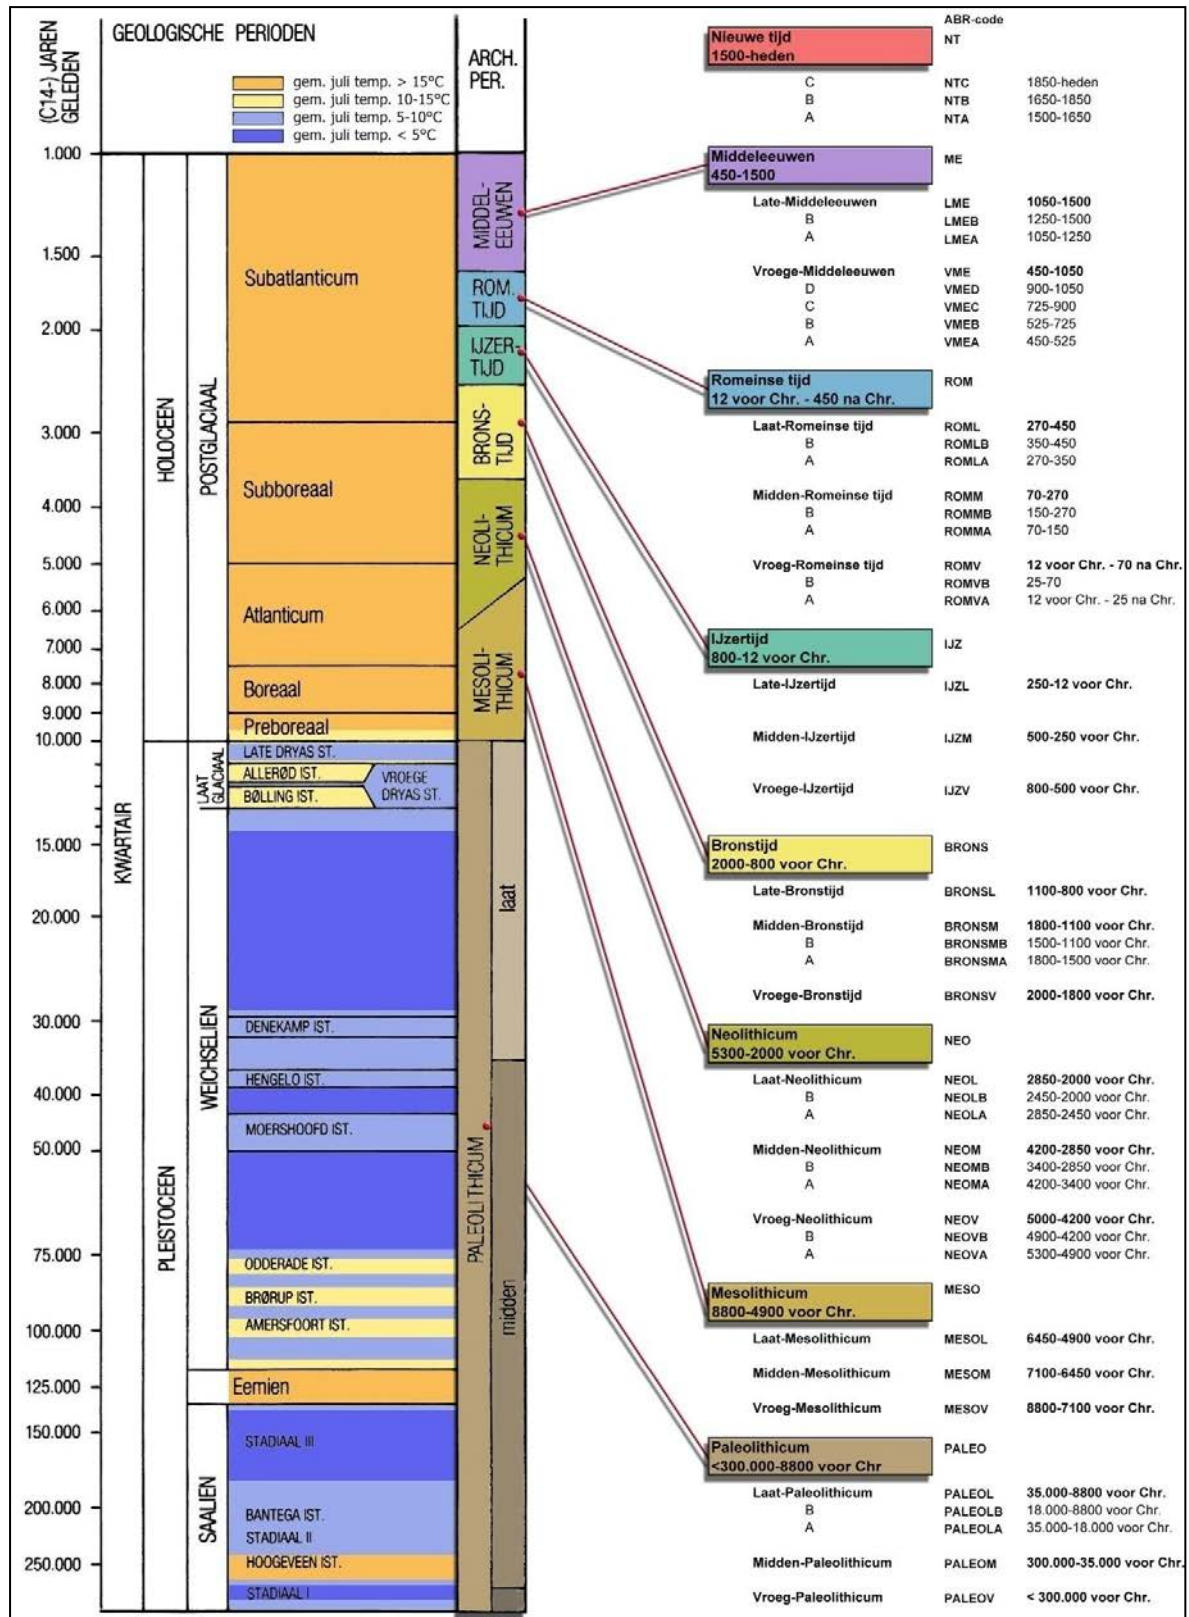 (C14-) JAREN
GELEDEN
GEOLOGISCHE PERIODEN
gem. juli temp. > 15°C
gem. juli temp. 10-15°C
gem. juli temp. 5-10°C
gem. juli temp. < 5°C
ARCH.
PER.
1.000
1.500
2.000
3.000
4.000
5.000
6.000
7.000
8.000
9.000
10.000
15.000
20.000
30.000
40.000
50.000
75.000
100.000
125.000
150.000
200.000
250.000
KWARTAIR
HOLOCEEN
PLEISTOCEEN
POSTGLACIAAL
LAAT
GLACIAAL
WEICHSELIEN
SAALIEN
Subatlanticum
Subboreaal
Atlanticum
Boreaal
Preboreaal
LATE DRYAS ST.
ALLERØD IST.
VROEGE
DRYAS ST.
BØLLING IST.
DENEKAMP IST.
HENGELO IST.
MOERSHOOFD IST.
ODDERADE IST.
BRØRUP IST.
AMERSFOORT IST.
Eemien
STADIAAL III
BANTEGA IST.
STADIAAL II
HOOGEVEEN IST.
STADIAAL I
MIDDEL-
EEUWEN
ROM.
TIJD
IJZER-
TIJD
BRONS-
TIJD
NEOLI-
THICUM
MESOLI-
THICUM
PALEOLITHICUM
laat
midden
ABR-code
Nieuwe tijd NT
1500-heden
C NTC 1850-heden
B NTB 1650-1850
A NTA 1500-1650
Middeleeuwen ME
450-1500
Late-Middeleeuwen LME 1050-1500
B LMEB 1250-1500
A LMEA 1050-1250
Vroege-Middeleeuwen VME 450-1050
D VMED 900-1050
C VMEC 725-900
B VMEB 525-725
A VMEA 450-525
Romeinse tijd ROM
12 voor Chr. - 450 na Chr.
Laat-Romeinse tijd ROML 270-450
B ROMLB 350-450
A ROMLA 270-350
Midden-Romeinse tijd ROMM 70-270
B ROMMB 150-270
A ROMMA 70-150
Vroeg-Romeinse tijd ROMV 12 voor Chr. - 70 na Chr.
B ROMVB 25-70
A ROMVA 12 voor Chr. - 25 na Chr.
IJzertijd IJZ
800-12 voor Chr.
Late-IJzertijd IJZL 250-12 voor Chr.
Midden-IJzertijd IJZM 500-250 voor Chr.
Vroege-IJzertijd IJZV 800-500 voor Chr.
Bronstijd BRONS
2000-800 voor Chr.
Late-Bronstijd BRONSL 1100-800 voor Chr.
Midden-Bronstijd BRONSM 1800-1100 voor Chr.
B BRONSMB 1500-1100 voor Chr.
A BRONSMA 1800-1500 voor Chr.
Vroege-Bronstijd BRONSV 2000-1800 voor Chr.
Neolithicum NEO
5300-2000 voor Chr.
Laat-Neolithicum NEOL 2850-2000 voor Chr.
B NEOLB 2450-2000 voor Chr.
A NEOLA 2850-2450 voor Chr.
Midden-Neolithicum NEOM 4200-2850 voor Chr.
B NEOMB 3400-2850 voor Chr.
A NEOMA 4200-3400 voor Chr.
Vroeg-Neolithicum NEOV 5000-4200 voor Chr.
B NEOVB 4900-4200 voor Chr.
A NEOVA 5300-4900 voor Chr.
Mesolithicum MESO
8800-4900 voor Chr.
Laat-Mesolithicum MESOL 6450-4900 voor Chr.
Midden-Mesolithicum MESOM 7100-6450 voor Chr.
Vroeg-Mesolithicum MESOV 8800-7100 voor Chr.
Paleolithicum PALEO
<300.000-8800 voor Chr
Laat-Paleolithicum PALEOL 35.000-8800 voor Chr.
B PALEOLB 18.000-8800 voor Chr.
A PALEOLA 35.000-18.000 voor Chr.
Midden-Paleolithicum PALEOM 300.000-35.000 voor Chr.
Vroeg-Paleolithicum PALEOV < 300.000 voor Chr.